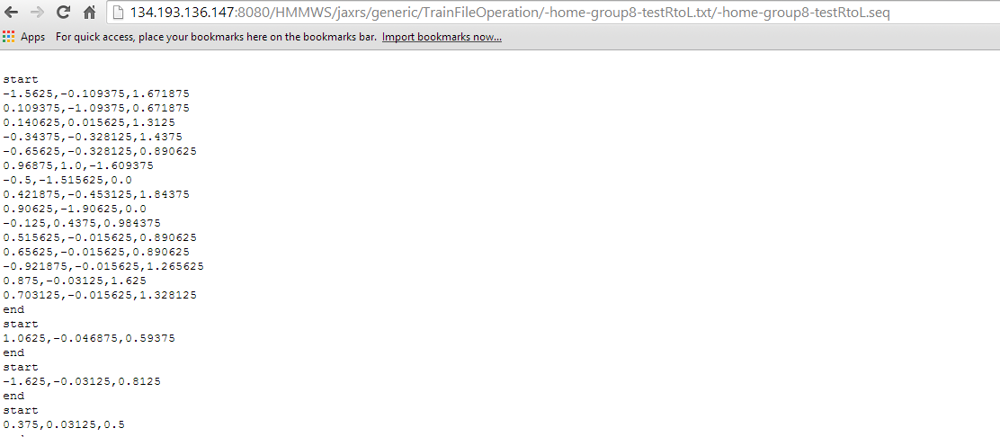 134.193.136.147:8080/HMMWS/jaxrs/generic/TrainFileOperation/-home-group8-testRtoL.txt/-home-group8-testRtoL.seq
Apps For quick access, place your bookmarks here on the bookmarks bar. Import bookmarks now...
start
-1.5625,-0.109375,1.671875
0.109375,-1.09375,0.671875
0.140625,0.015625,1.3125
-0.34375,-0.328125,1.4375
-0.65625,-0.328125,0.890625
0.96875,1.0,-1.609375
-0.5,-1.515625,0.0
0.421875,-0.453125,1.84375
0.90625,-1.90625,0.0
-0.125,0.4375,0.984375
0.515625,-0.015625,0.890625
0.65625,-0.015625,0.890625
-0.921875,-0.015625,1.265625
0.875,-0.03125,1.625
0.703125,-0.015625,1.328125
end
start
1.0625,-0.046875,0.59375
end
start
-1.625,-0.03125,0.8125
end
start
0.375,0.03125,0.5